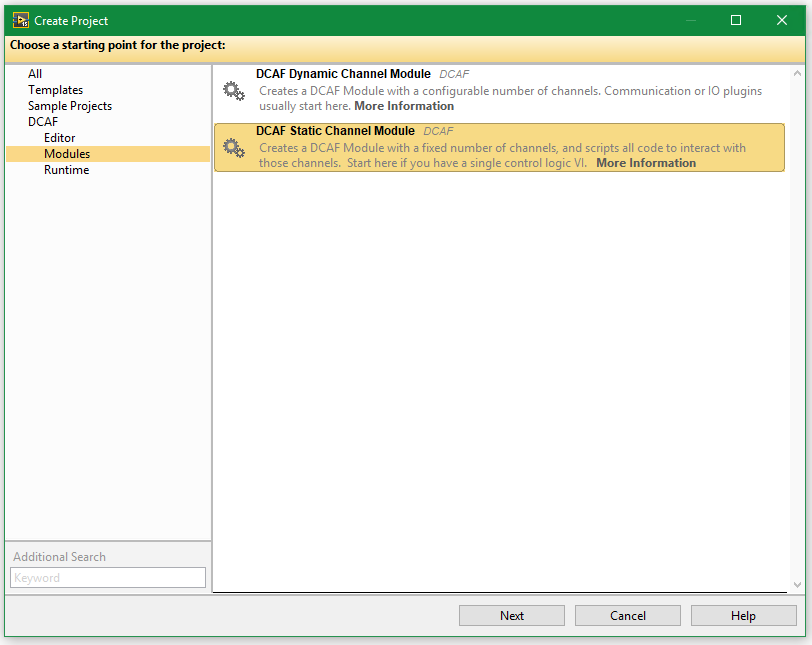 Create Project
Choose a starting point for the project:
All
Templates
Sample Projects
DCAF
Editor
Modules
Runtime
DCAF Dynamic Channel Module DCAF
Creates a DCAF Module with a configurable number of channels. Communication or IO plugins
usually start here. More Information
DCAF Static Channel Module DCAF
Creates a DCAF Module with a fixed number of channels, and scripts all code to interact with
those channels. Start here if you have a single control logic VI. More Information
Additional Search
Keyword
Next
Cancel
Help